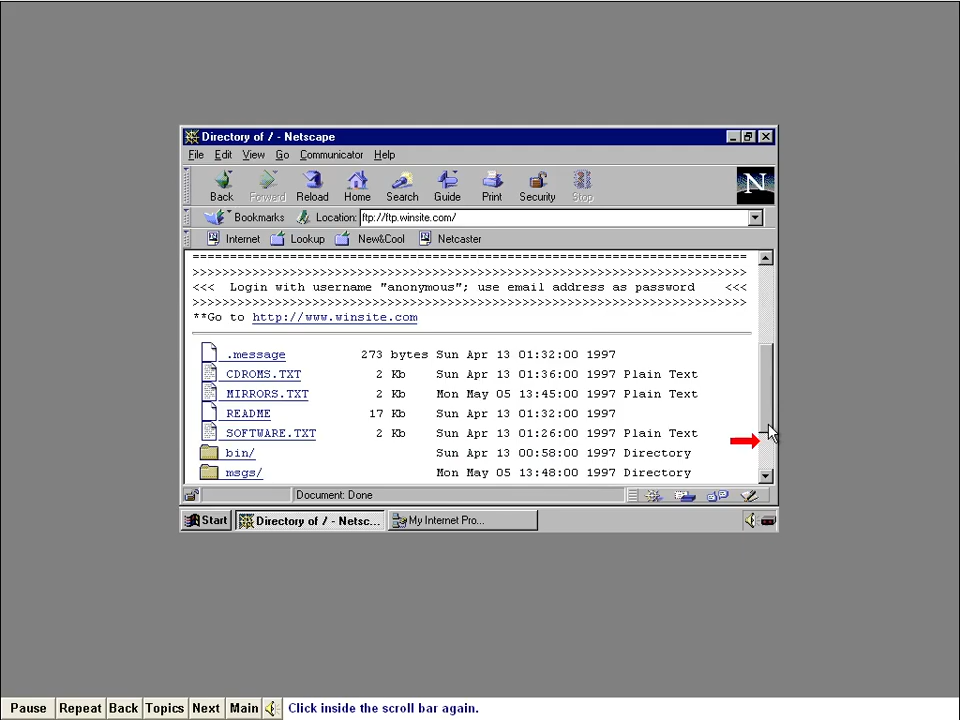 Directory of / - Netscape
File Edit View Go Communicator Help
Back Forward Reload Home Search Guide Print Security Stop
N
Bookmarks Location: ftp://ftp.winsite.com/
Internet Lookup New&Cool Netcaster
==========================================================================
>>>>>>>>>>>>>>>>>>>>>>>>>>>>>>>>>>>>>>>>>>>>>>>>>>>>>>>>>>>>>>>>>>>>>>>>>>
<<< Login with username "anonymous"; use email address as password <<<
>>>>>>>>>>>>>>>>>>>>>>>>>>>>>>>>>>>>>>>>>>>>>>>>>>>>>>>>>>>>>>>>>>>>>>>>>>
**Go to http://www.winsite.com
.message 273 bytes Sun Apr 13 01:32:00 1997
CDROMS.TXT 2 Kb Sun Apr 13 01:36:00 1997 Plain Text
MIRRORS.TXT 2 Kb Mon May 05 13:45:00 1997 Plain Text
README 17 Kb Sun Apr 13 01:32:00 1997
SOFTWARE.TXT 2 Kb Sun Apr 13 01:26:00 1997 Plain Text
bin/ Sun Apr 13 00:58:00 1997 Directory
msgs/ Mon May 05 13:48:00 1997 Directory
Document: Done
Start Directory of / - Netsc... My Internet Pro...
Pause Repeat Back Topics Next Main Click inside the scroll bar again.